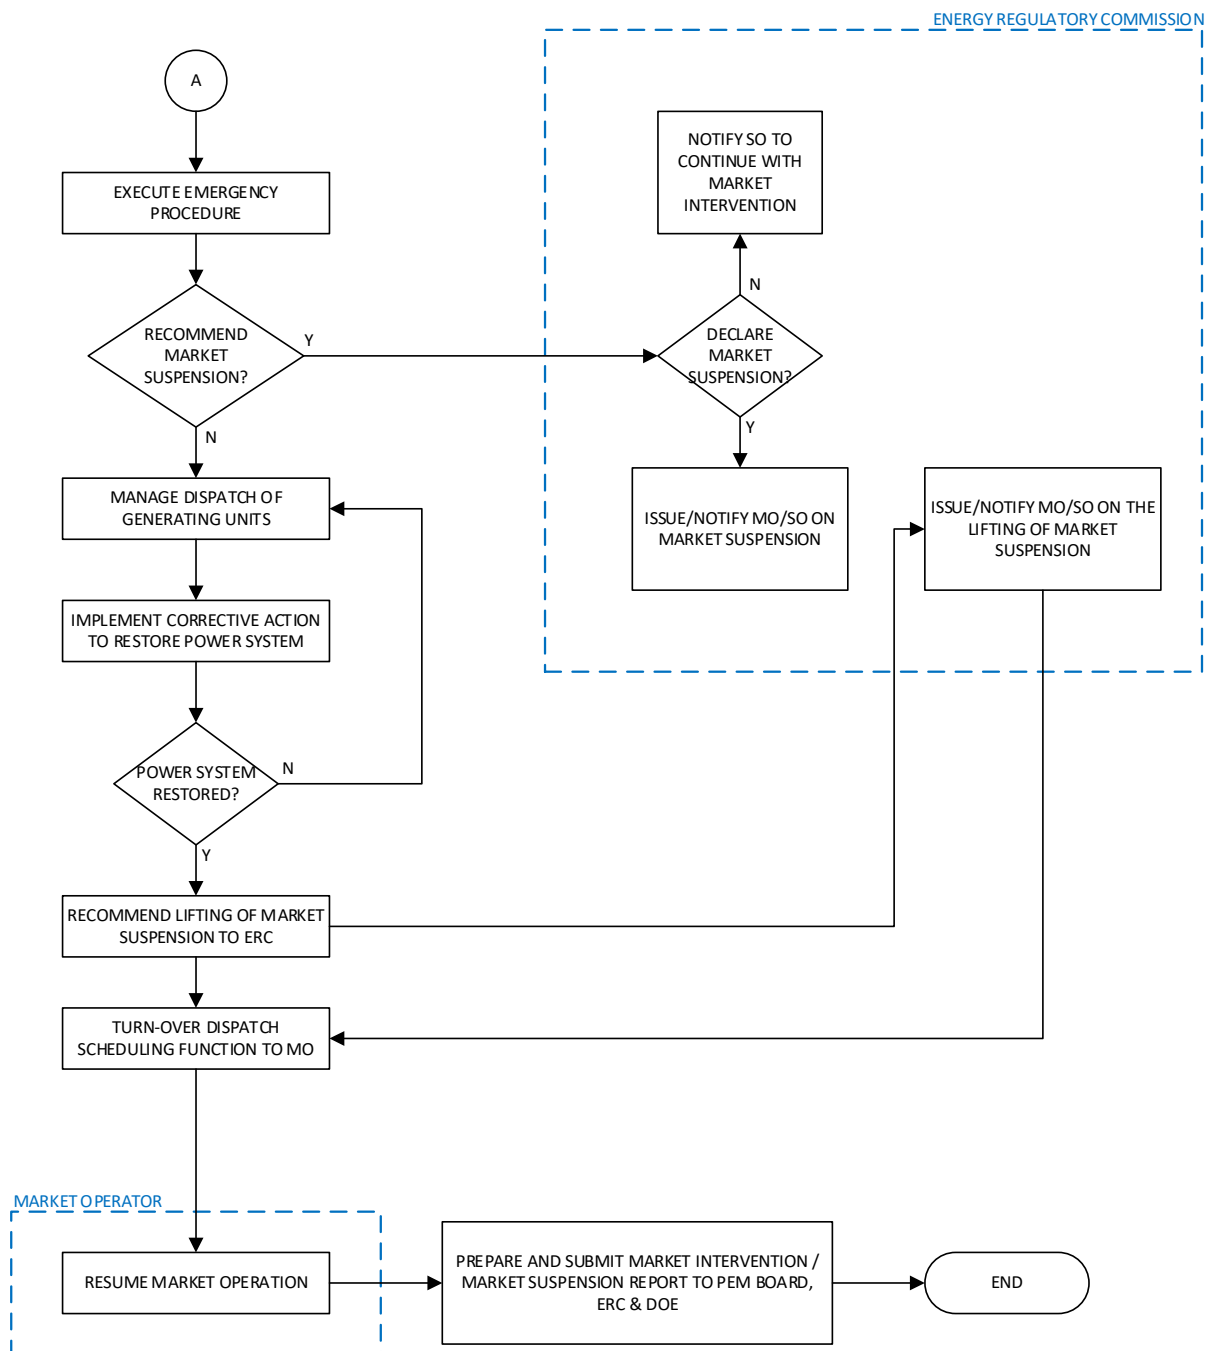 ENERGY REGULATORY COMMISSION
A
EXECUTE EMERGENCY
PROCEDURE
NOTIFY SO TO
CONTINUE WITH
MARKET
INTERVENTION
RECOMMEND
MARKET
SUSPENSION?
Y
N
N
DECLARE
MARKET
SUSPENSION?
Y
MANAGE DISPATCH OF
GENERATING UNITS
ISSUE/NOTIFY MO/SO ON
MARKET SUSPENSION
ISSUE/NOTIFY MO/SO ON THE
LIFTING OF MARKET
SUSPENSION
IMPLEMENT CORRECTIVE ACTION
TO RESTORE POWER SYSTEM
POWER SYSTEM
RESTORED?
N
Y
RECOMMEND LIFTING OF MARKET
SUSPENSION TO ERC
TURN-OVER DISPATCH
SCHEDULING FUNCTION TO MO
MARKET OPERATOR
RESUME MARKET OPERATION
PREPARE AND SUBMIT MARKET INTERVENTION /
MARKET SUSPENSION REPORT TO PEM BOARD,
ERC & DOE
END